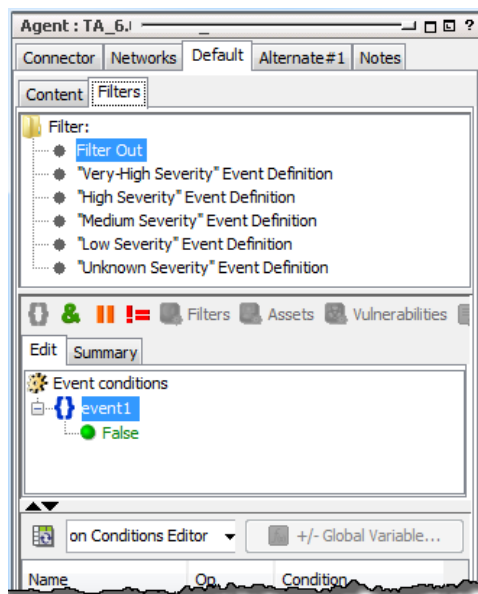 Agent : TA_6. ?
Connector Networks Default Alternate#1 Notes
Content Filters
Filter:
Filter Out
"Very-High Severity" Event Definition
"High Severity" Event Definition
"Medium Severity" Event Definition
"Low Severity" Event Definition
"Unknown Severity" Event Definition
{} & || != Filters Assets Vulnerabilities
Edit Summary
Event conditions
{} event1
False
on Conditions Editor +/- Global Variable...
Name Op Condition